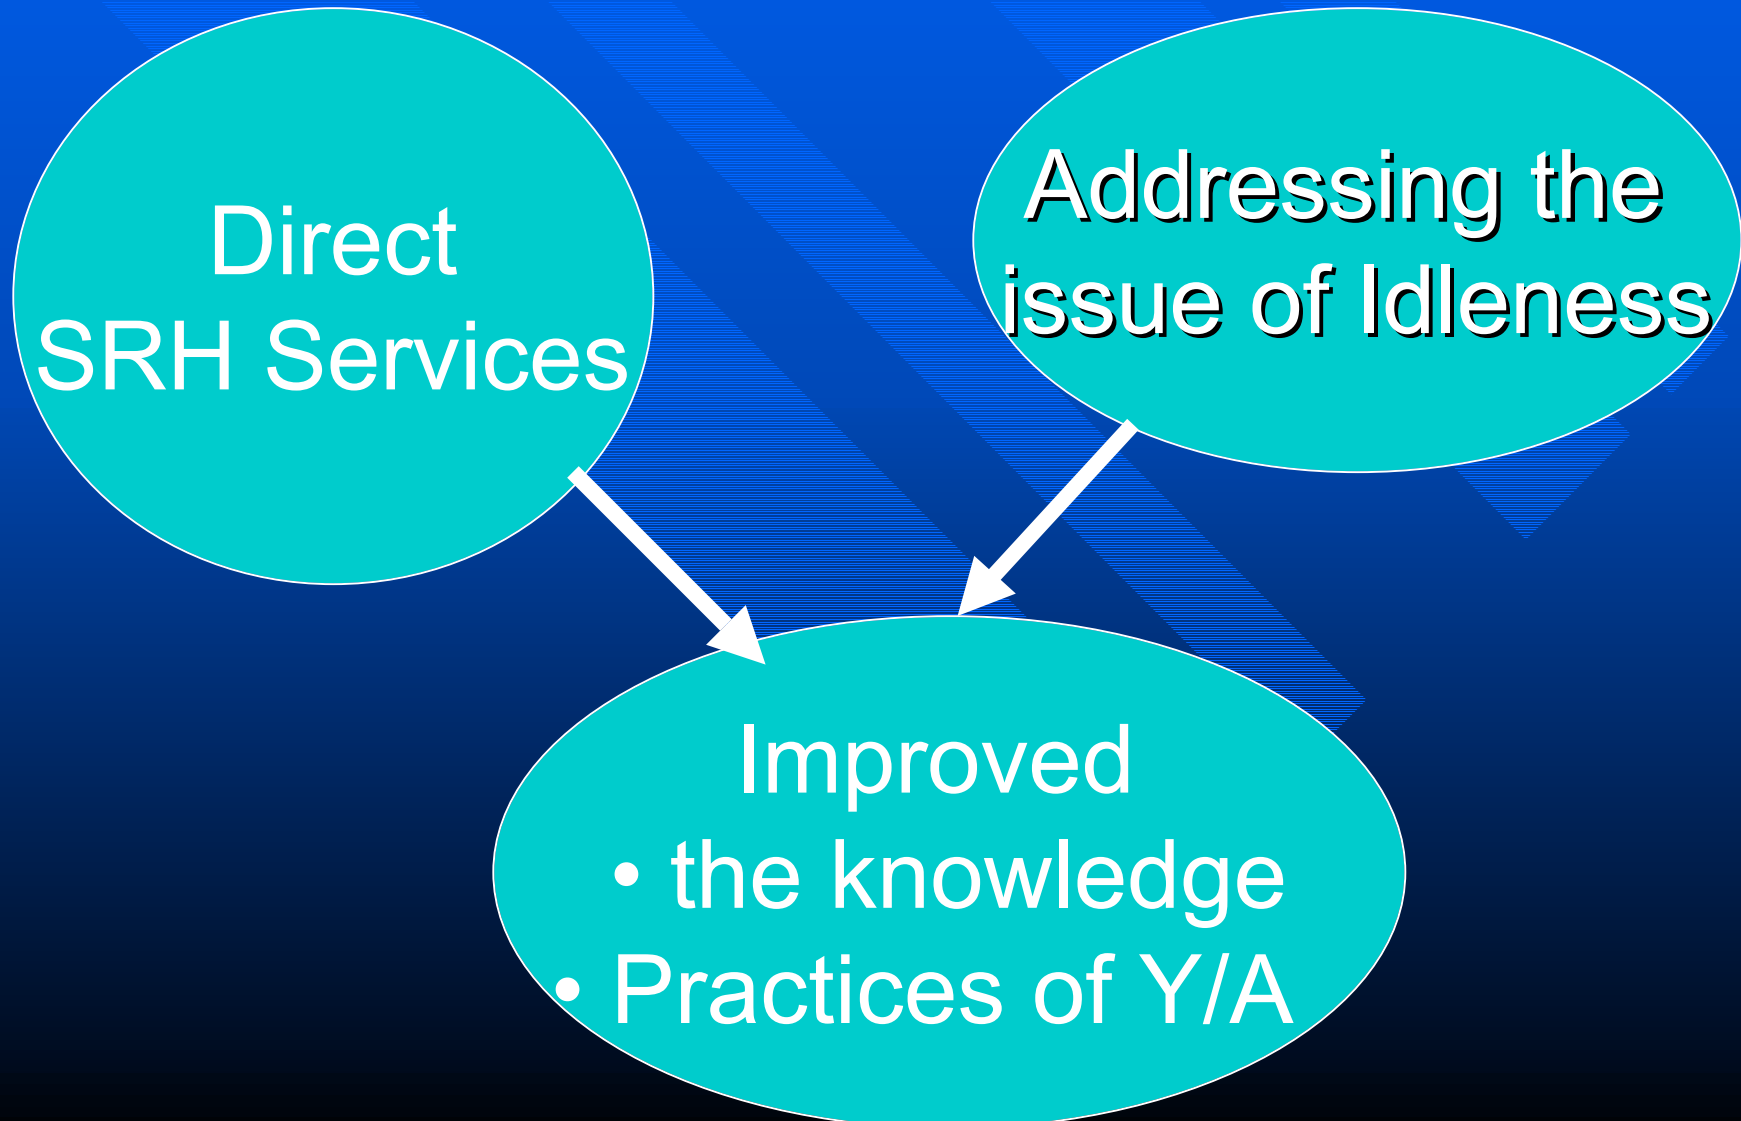 Direct
SRH Services
Addressing the
issue of Idleness
Improved
• the knowledge
• Practices of Y/A